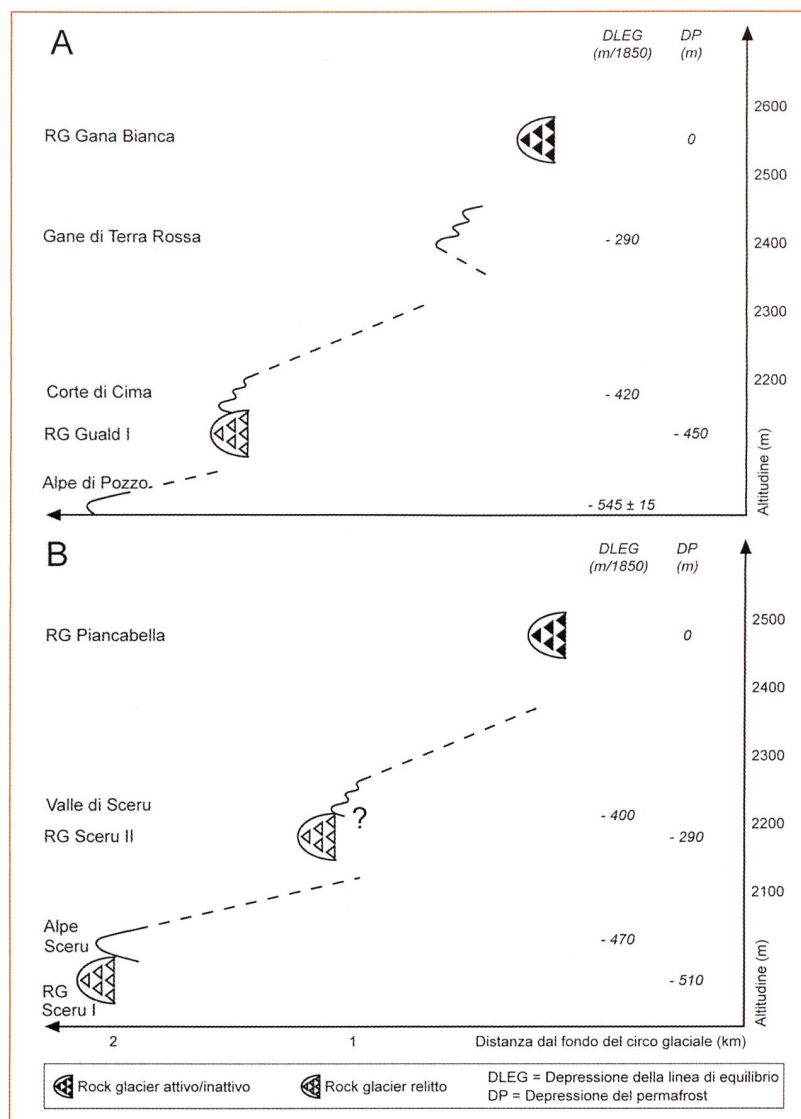 A
DLEG DP
(m/1850) (m)
2600
RG Gana Bianca 0
2500
Gane di Terra Rossa - 290
2400
2300
2200
Corte di Cima - 420
RG Guald I - 450
Alpe di Pozzo
- 545 ± 15
Altitudine (m)
B
DLEG DP
(m/1850) (m)
2500
RG Piancabella 0
2400
2300
Valle di Sceru - 400
?
2200
RG Sceru II - 290
2100
Alpe
Sceru - 470
RG
Sceru I - 510
Altitudine (m)
2 1 Distanza dal fondo del circo glaciale (km)
Rock glacier attivo/inattivo Rock glacier relitto DLEG = Depressione della linea di equilibrio
DP = Depressione del permafrost